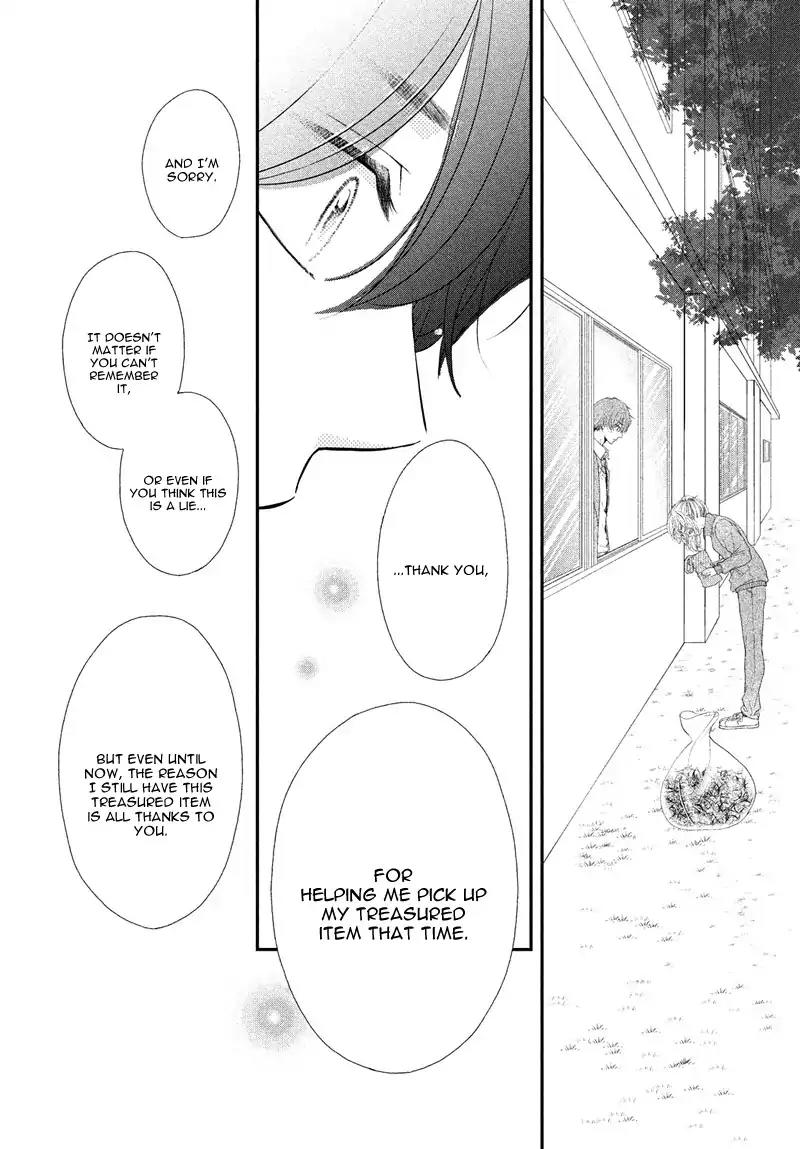 ...THANK YOU,
FOR
HELPING ME PICK UP
MY TREASURED
ITEM THAT TIME.
AND I'M
SORRY.
IT DOESN'T
MATTER IF
YOU CAN'T
REMEMBER
IT,
OR EVEN IF
YOU THINK THIS
IS A LIE...
BUT EVEN UNTIL
NOW, THE REASON
I STILL HAVE THIS
TREASURED ITEM
IS ALL THANKS TO
YOU.